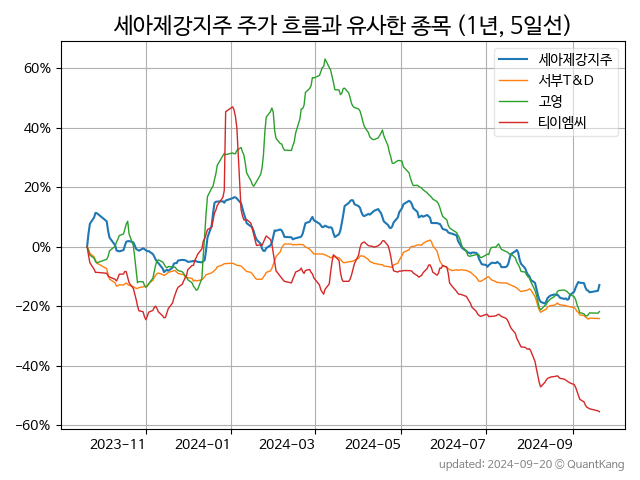 세아제강지주 주가 흐름과 유사한 종목 (1년, 5일선)
세아제강지주
서부T&D
고영
티이엠씨
60%
40%
20%
0%
−20%
−40%
−60%
2023-11
2024-01
2024-03
2024-05
2024-07
2024-09
updated: 2024-09-20 © QuantKang